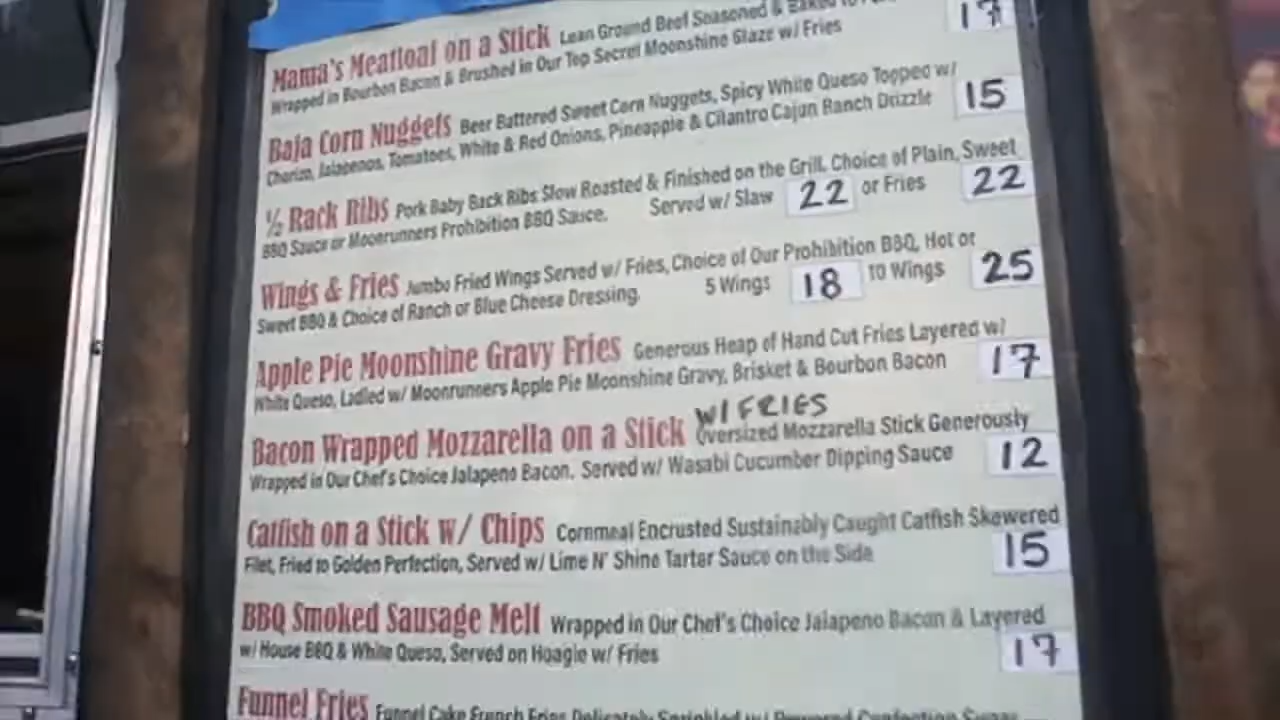 Mama's Meatloaf on a Stick Lean Ground Beef Seasoned & Baked to 17
Wrapped in Bourbon Bacon & Brushed in Our Top Secret Moonshine Glaze w/ Fries
Baja Corn Nuggets Beer Battered Sweet Corn Nuggets, Spicy White Queso Topped w/
Chorizo, Jalapenos, Tomatoes, White & Red Onions, Pineapple & Cilantro Cajun Ranch Drizzle 15
½ Rack Ribs Pork Baby Back Ribs Slow Roasted & Finished on the Grill. Choice of Plain, Sweet
BBQ Sauce or Moonrunners Prohibition BBQ Sauce. Served w/ Slaw 22 or Fries 22
Wings & Fries Jumbo Fried Wings Served w/ Fries, Choice of Our Prohibition BBQ, Hot or
Sweet BBQ & Choice of Ranch or Blue Cheese Dressing. 5 Wings 18 10 Wings 25
Apple Pie Moonshine Gravy Fries Generous Heap of Hand Cut Fries Layered w/
White Queso, Ladled w/ Moonrunners Apple Pie Moonshine Gravy, Brisket & Bourbon Bacon 17
W/ FRIES
Bacon Wrapped Mozzarella on a Stick Oversized Mozzarella Stick Generously
Wrapped in Our Chef's Choice Jalapeno Bacon. Served w/ Wasabi Cucumber Dipping Sauce 12
Catfish on a Stick w/ Chips Cornmeal Encrusted Sustainably Caught Catfish Skewered
Filet, Fried to Golden Perfection, Served w/ Lime N' Shine Tartar Sauce on the Side 15
BBQ Smoked Sausage Melt Wrapped in Our Chef's Choice Jalapeno Bacon & Layered
w/ House BBQ & White Queso, Served on Hoagie w/ Fries 17
Funnel Fries Funnel Cake French Fries Delicately Sprinkled w/ Powered Confection Sugar